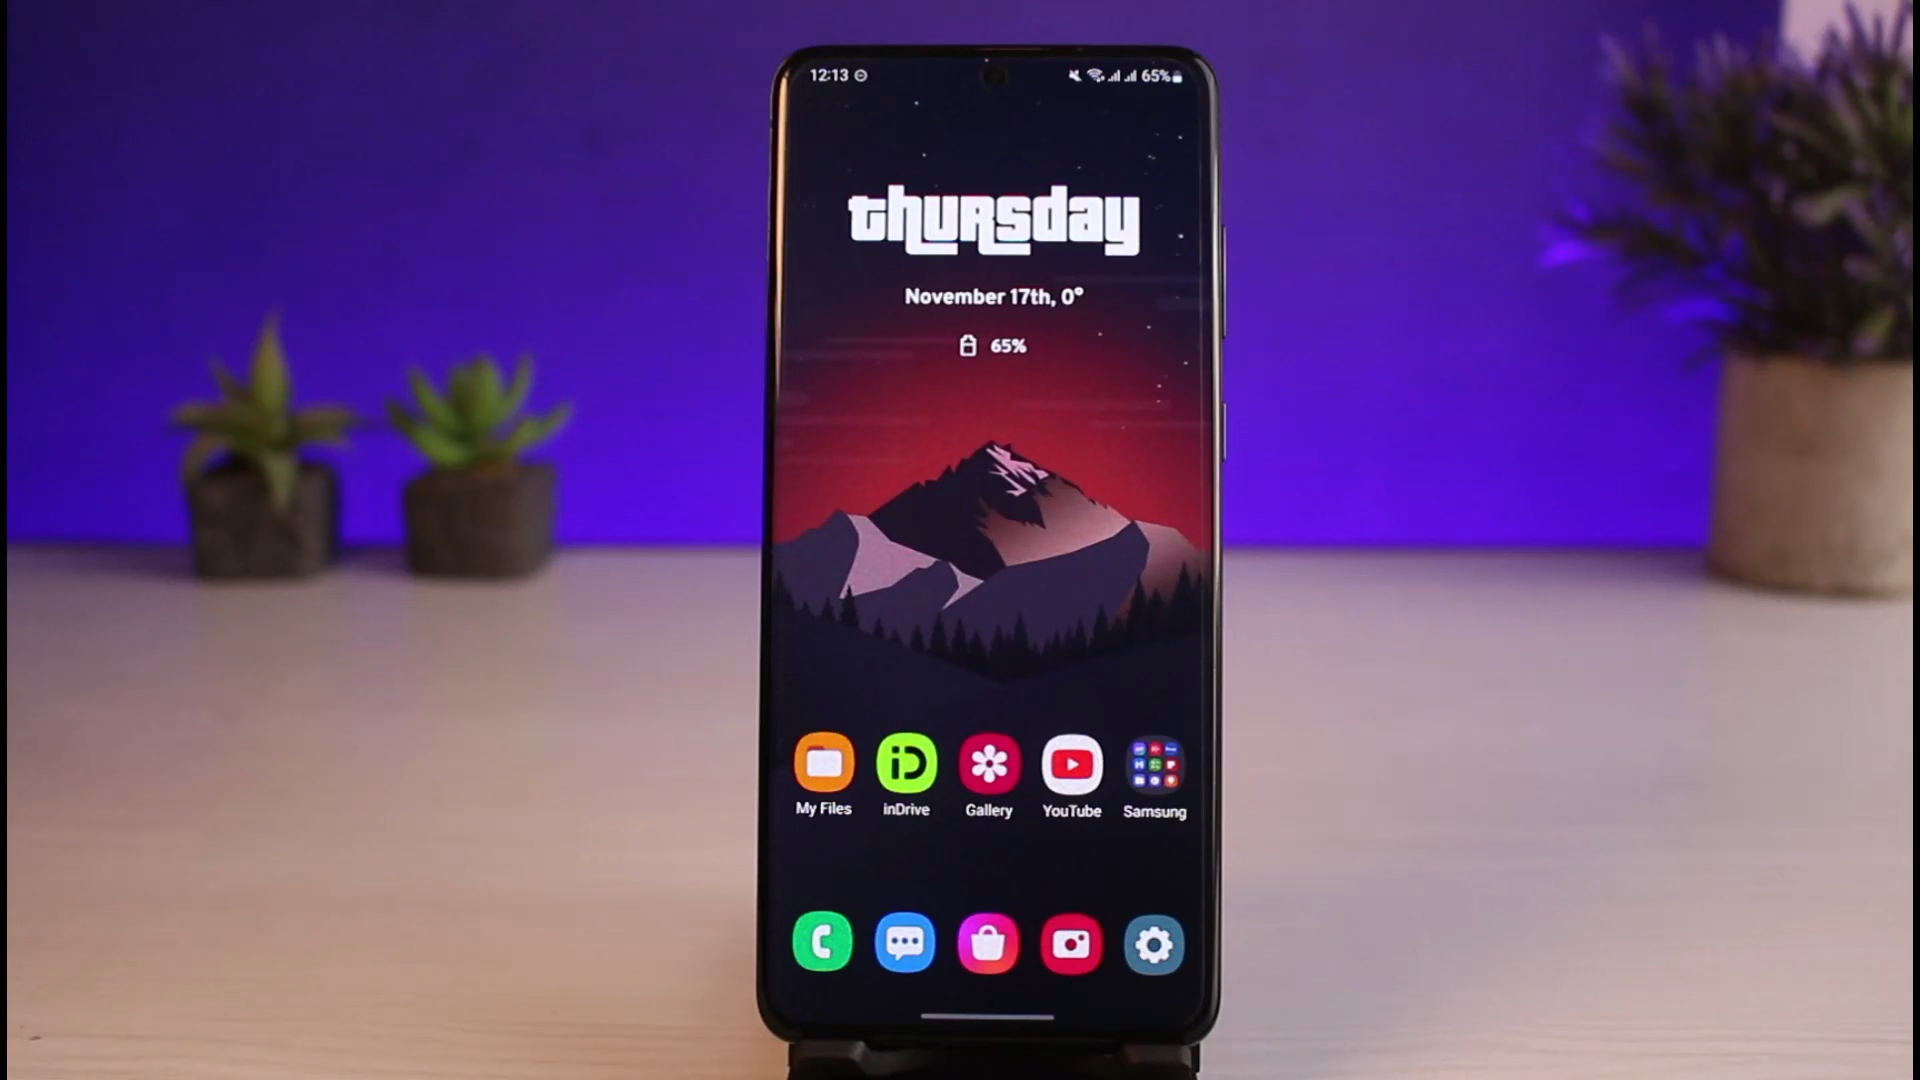 12:13 65%
thursday
November 17th, 0°
65%
My Files inDrive Gallery YouTube Samsung